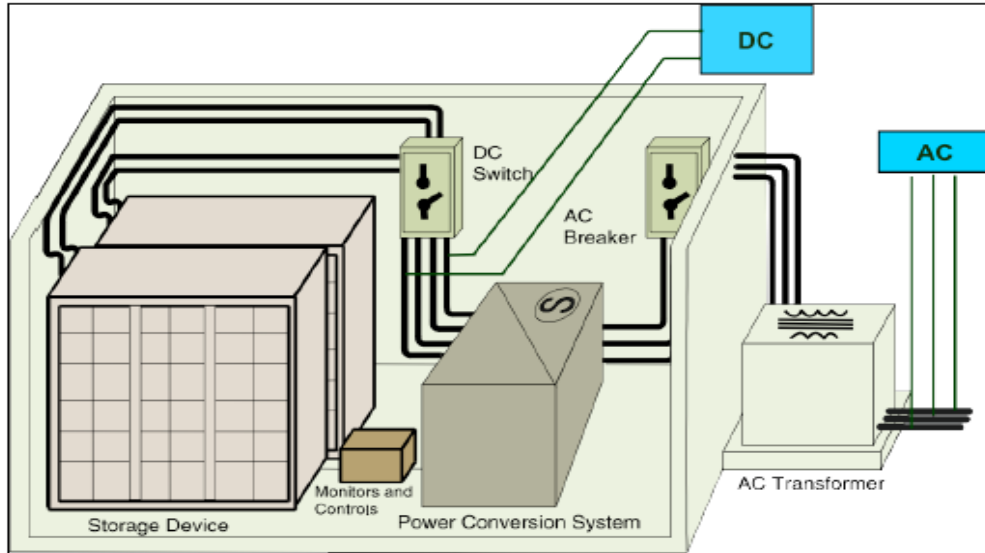 DC
DC
Switch
AC
AC
Breaker
S
Monitors and
Controls
Storage Device
Power Conversion System
AC Transformer